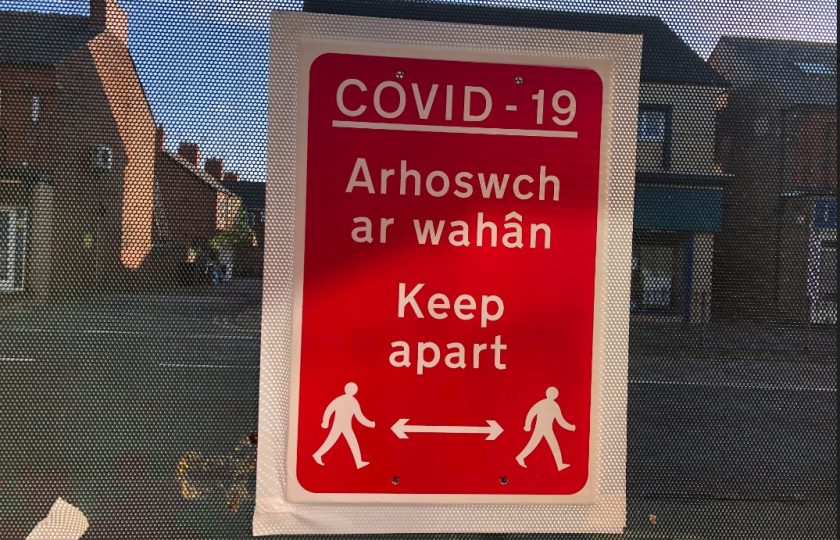 COVID - 19
Arhoswch
ar wahân
Keep
apart